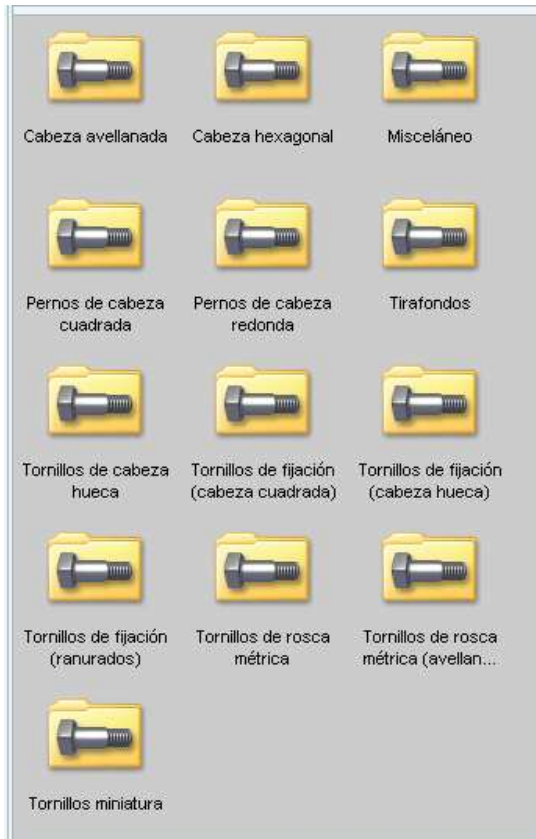 Cabeza avellanada
Cabeza hexagonal
Misceláneo
Pernos de cabeza
cuadrada
Pernos de cabeza
redonda
Tirafondos
Tornillos de cabeza
hueca
Tornillos de fijación
(cabeza cuadrada)
Tornillos de fijación
(cabeza hueca)
Tornillos de fijación
(ranurados)
Tornillos de rosca
métrica
Tornillos de rosca
métrica (avellan...
Tornillos miniatura